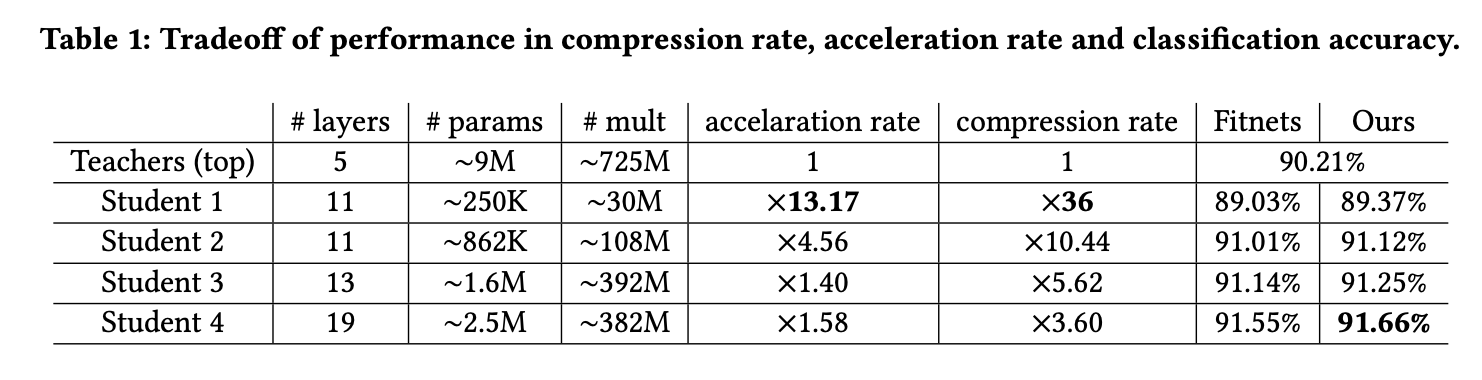 Table 1: Tradeoff of performance in compression rate, acceleration rate and classification accuracy.
# layers # params # mult accelaration rate compression rate Fitnets Ours
Teachers (top) 5 ~9M ~725M 1 1 90.21%
Student 1 11 ~250K ~30M ×13.17 ×36 89.03% 89.37%
Student 2 11 ~862K ~108M ×4.56 ×10.44 91.01% 91.12%
Student 3 13 ~1.6M ~392M ×1.40 ×5.62 91.14% 91.25%
Student 4 19 ~2.5M ~382M ×1.58 ×3.60 91.55% 91.66%